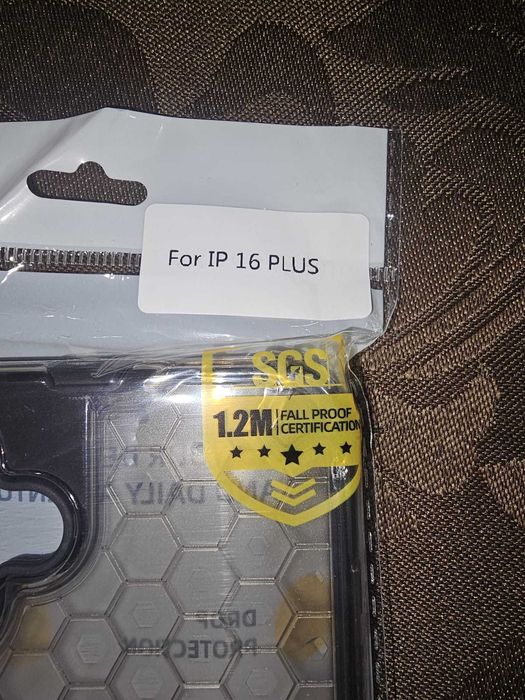 For IP 16 PLUS
SGS
1.2M FALL PROOF
CERTIFICATION
DAILY
DROP
PROTECTION